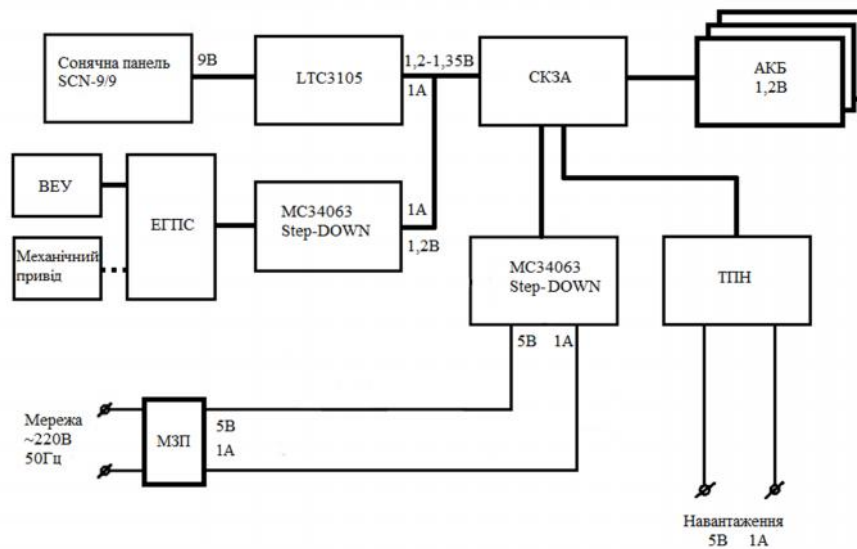 Сонячна панель
SCN-9/9
9В
LTC3105
1,2-1,35В
1А
СКЗА
АКБ
1,2В
ВЕУ
Механічний
привід
ЕГПС
MC34063
Step-DOWN
1А
1,2В
MC34063
Step-DOWN
ТПН
5В 1А
Мережа
~220В
50Гц
МЗП
5В
1А
Навантаження
5В 1А